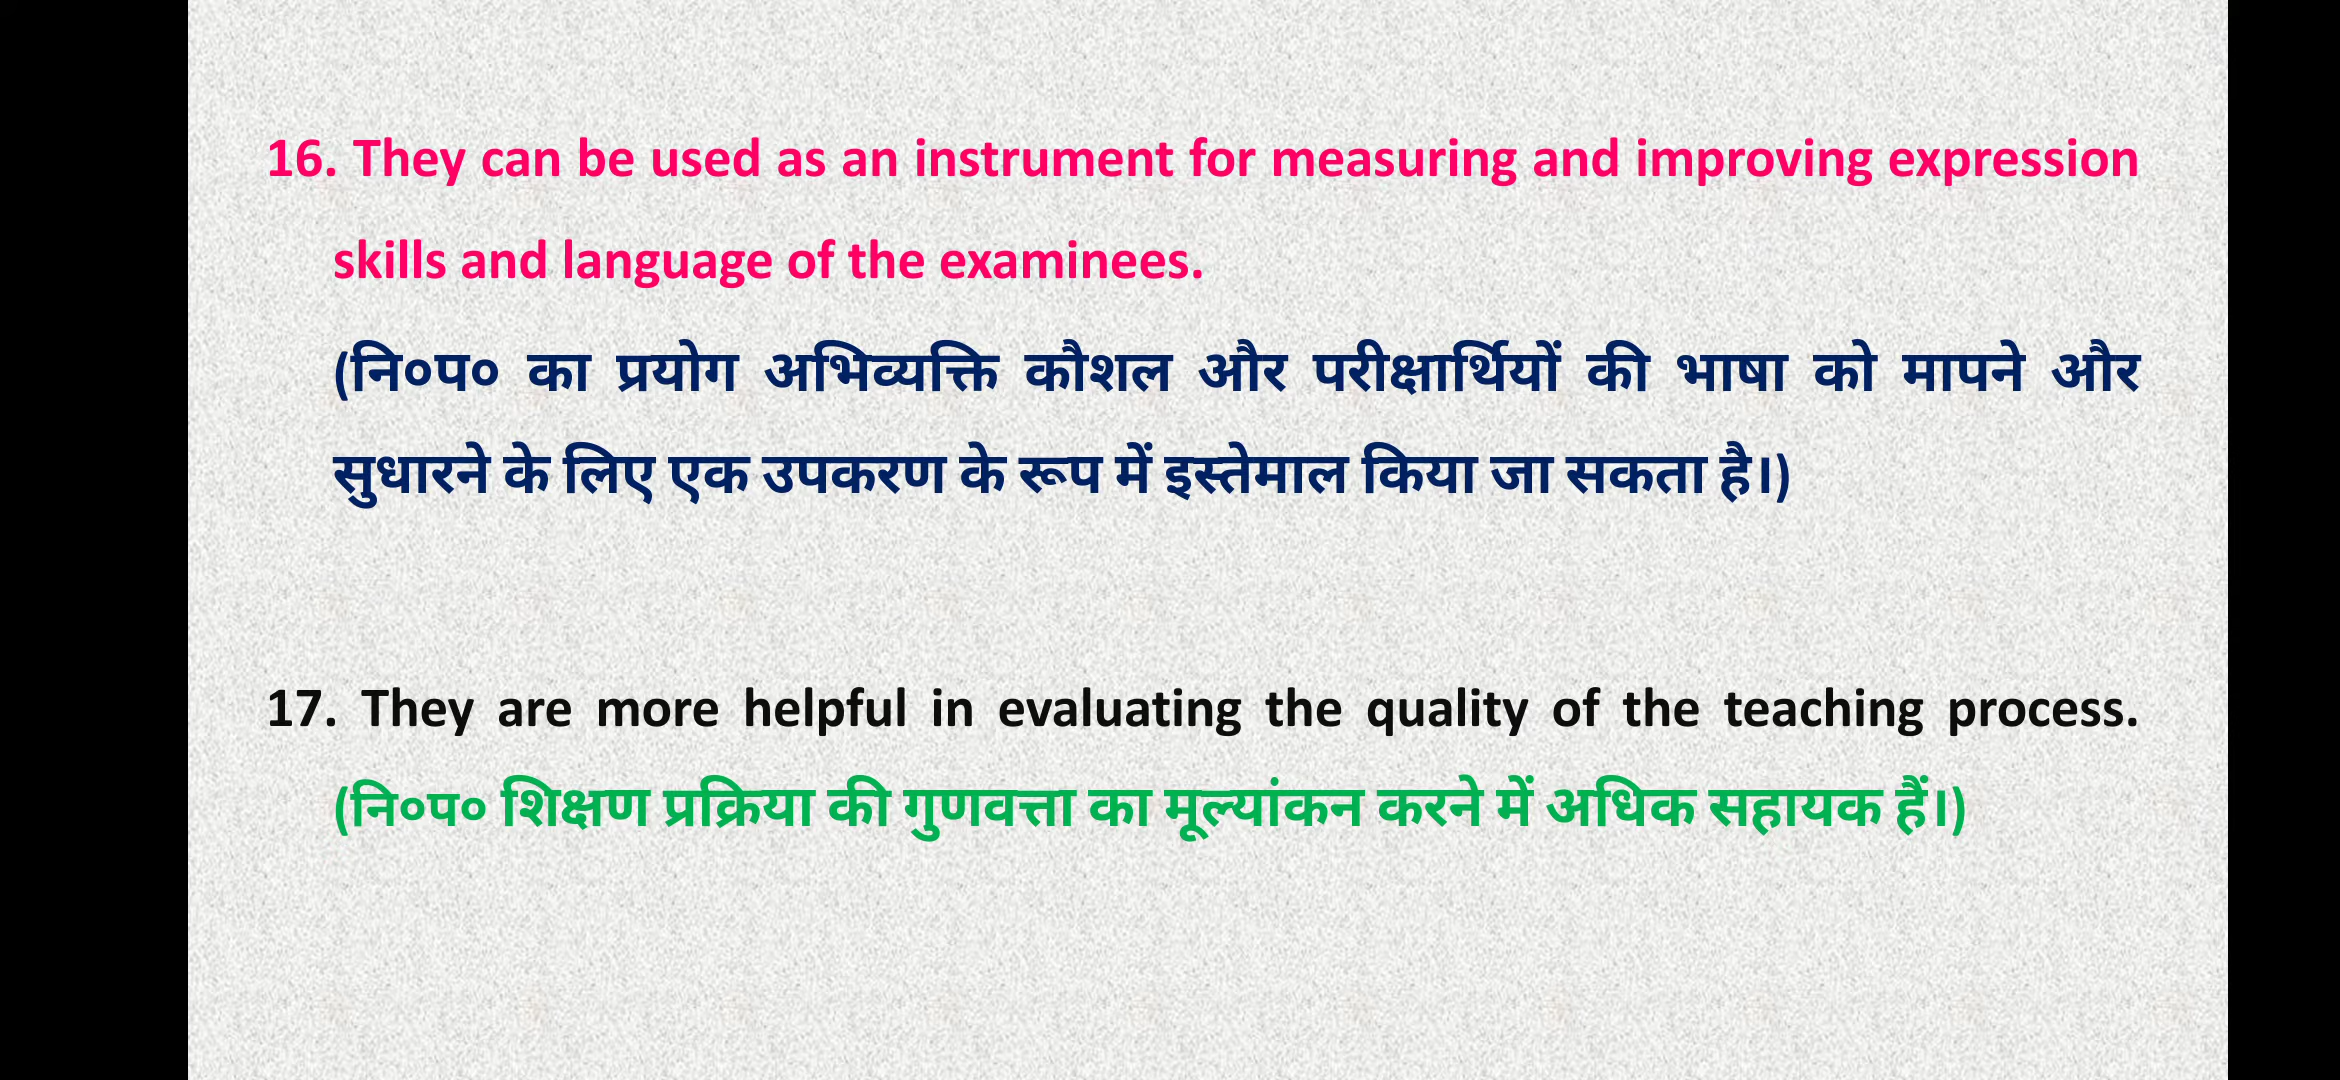 16. They can be used as an instrument for measuring and improving expression
skills and language of the examinees.
(नि०प० का प्रयोग अभिव्यक्ति कौशल और परीक्षार्थियों की भाषा को मापने और
सुधारने के लिए एक उपकरण के रूप में इस्तेमाल किया जा सकता है।)
17. They are more helpful in evaluating the quality of the teaching process.
(नि०प० शिक्षण प्रक्रिया की गुणवत्ता का मूल्यांकन करने में अधिक सहायक हैं।)